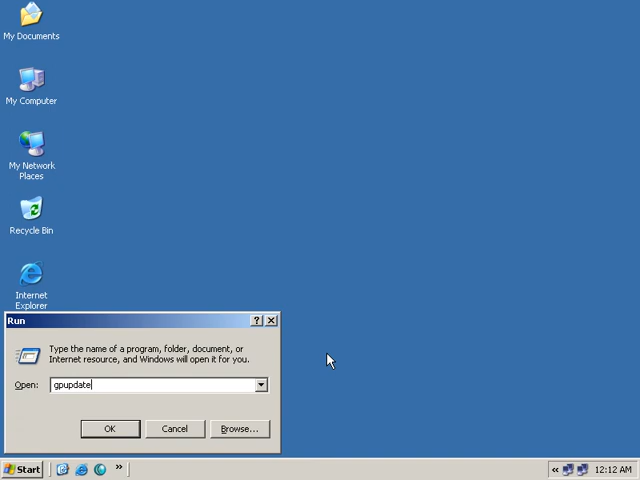 My Documents
My Computer
My Network
Places
Recycle Bin
Internet
Explorer
Run
Type the name of a program, folder, document, or
Internet resource, and Windows will open it for you.
Open:
gpupdate
OK
Cancel
Browse...
Start
12:12 AM